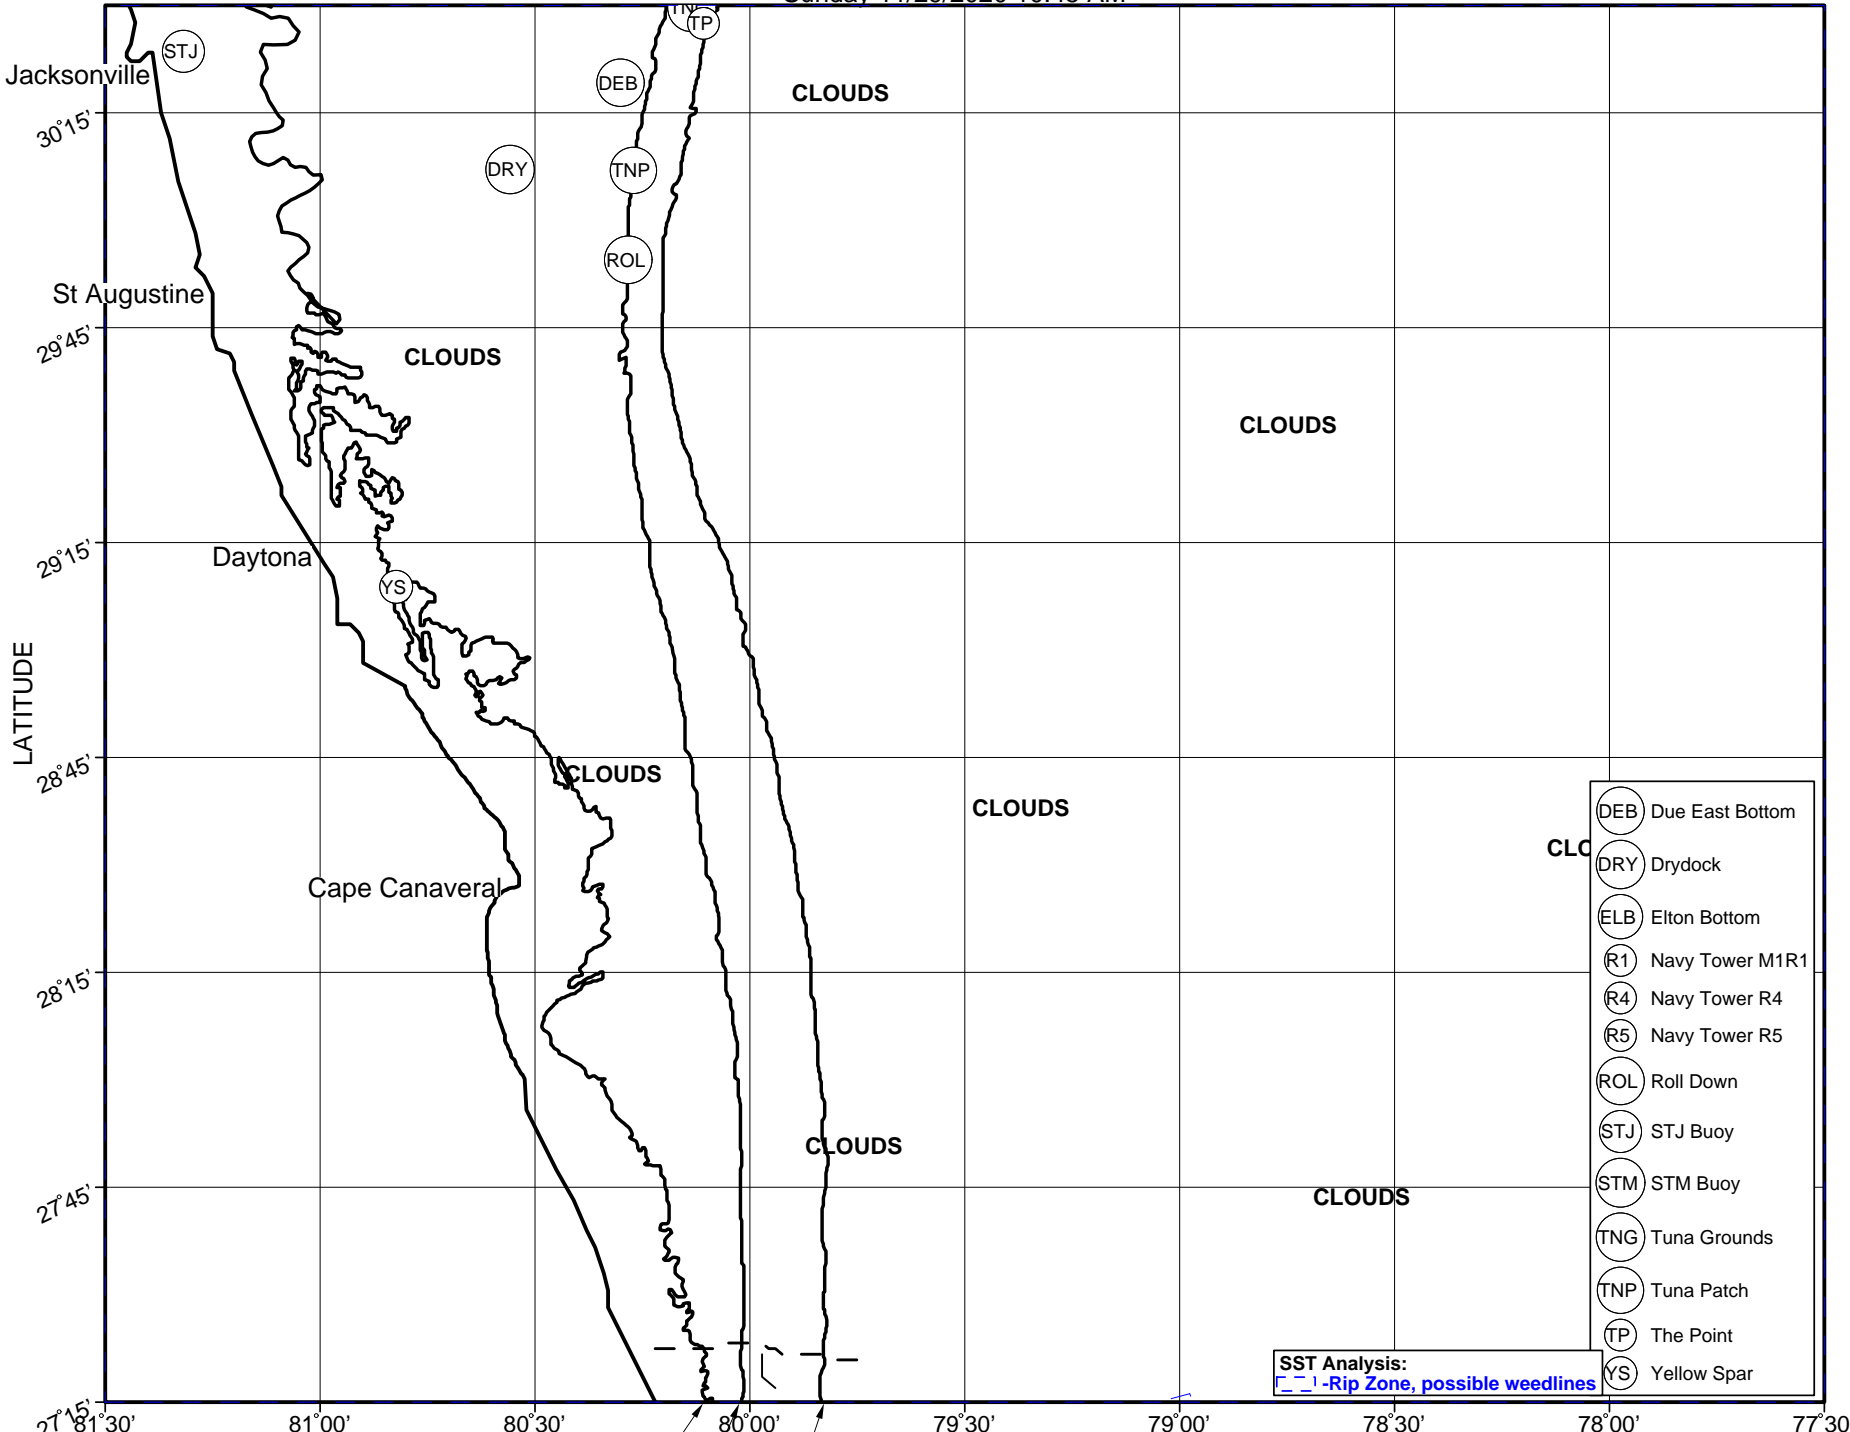 STJ
TP
Jacksonville
DEB
CLOUDS
30°15'
DRY
TNP
ROL
St Augustine
29°45'
CLOUDS
CLOUDS
29°15'
Daytona
YS
LATITUDE
28°45'
CLOUDS
CLOUDS
CLO
Cape Canaveral
28°15'
CLOUDS
27°45'
CLOUDS
DEB Due East Bottom
DRY Drydock
ELB Elton Bottom
R1 Navy Tower M1R1
R4 Navy Tower R4
R5 Navy Tower R5
ROL Roll Down
STJ STJ Buoy
STM STM Buoy
TNG Tuna Grounds
TNP Tuna Patch
TP The Point
YS Yellow Spar
SST Analysis:
-Rip Zone, possible weedlines
27°15'
81°30' 81°00' 80°30' 80°00' 79°30' 79°00' 78°30' 78°00' 77°30'